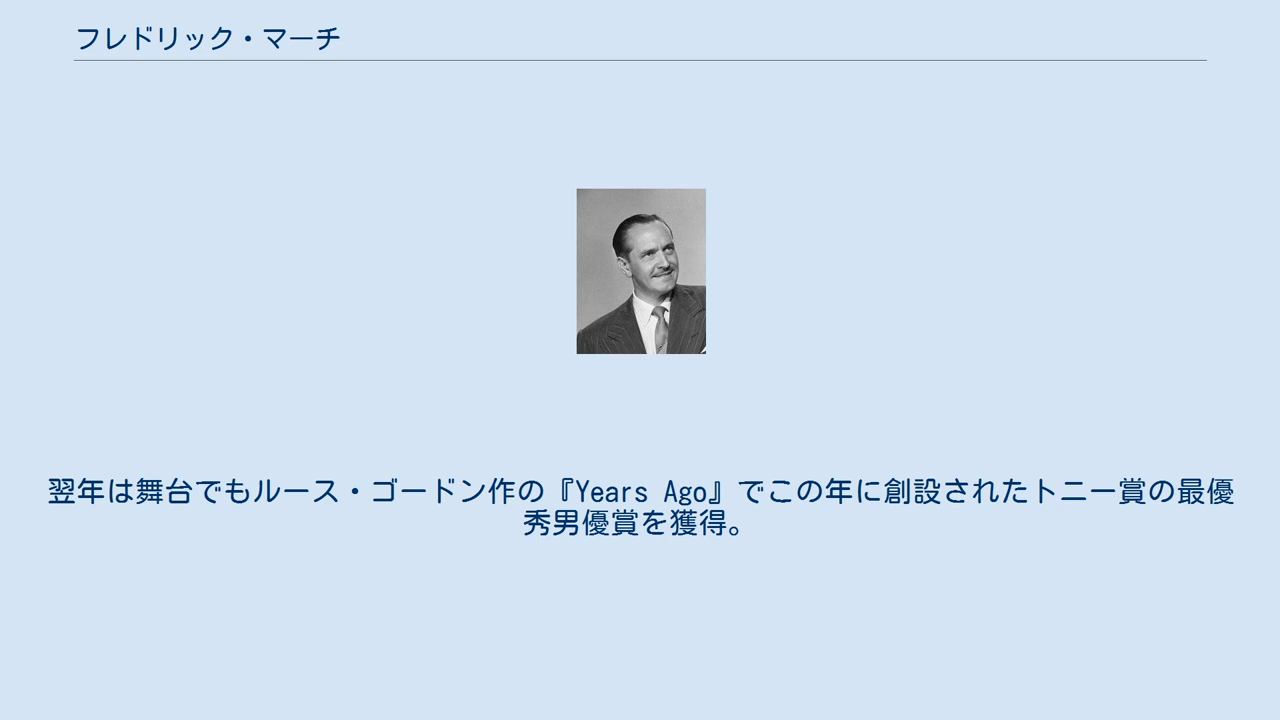 フレドリック・マーチ
翌年は舞台でもルース・ゴードン作の『Years Ago』でこの年に創設されたトニー賞の最優
秀男優賞を獲得。